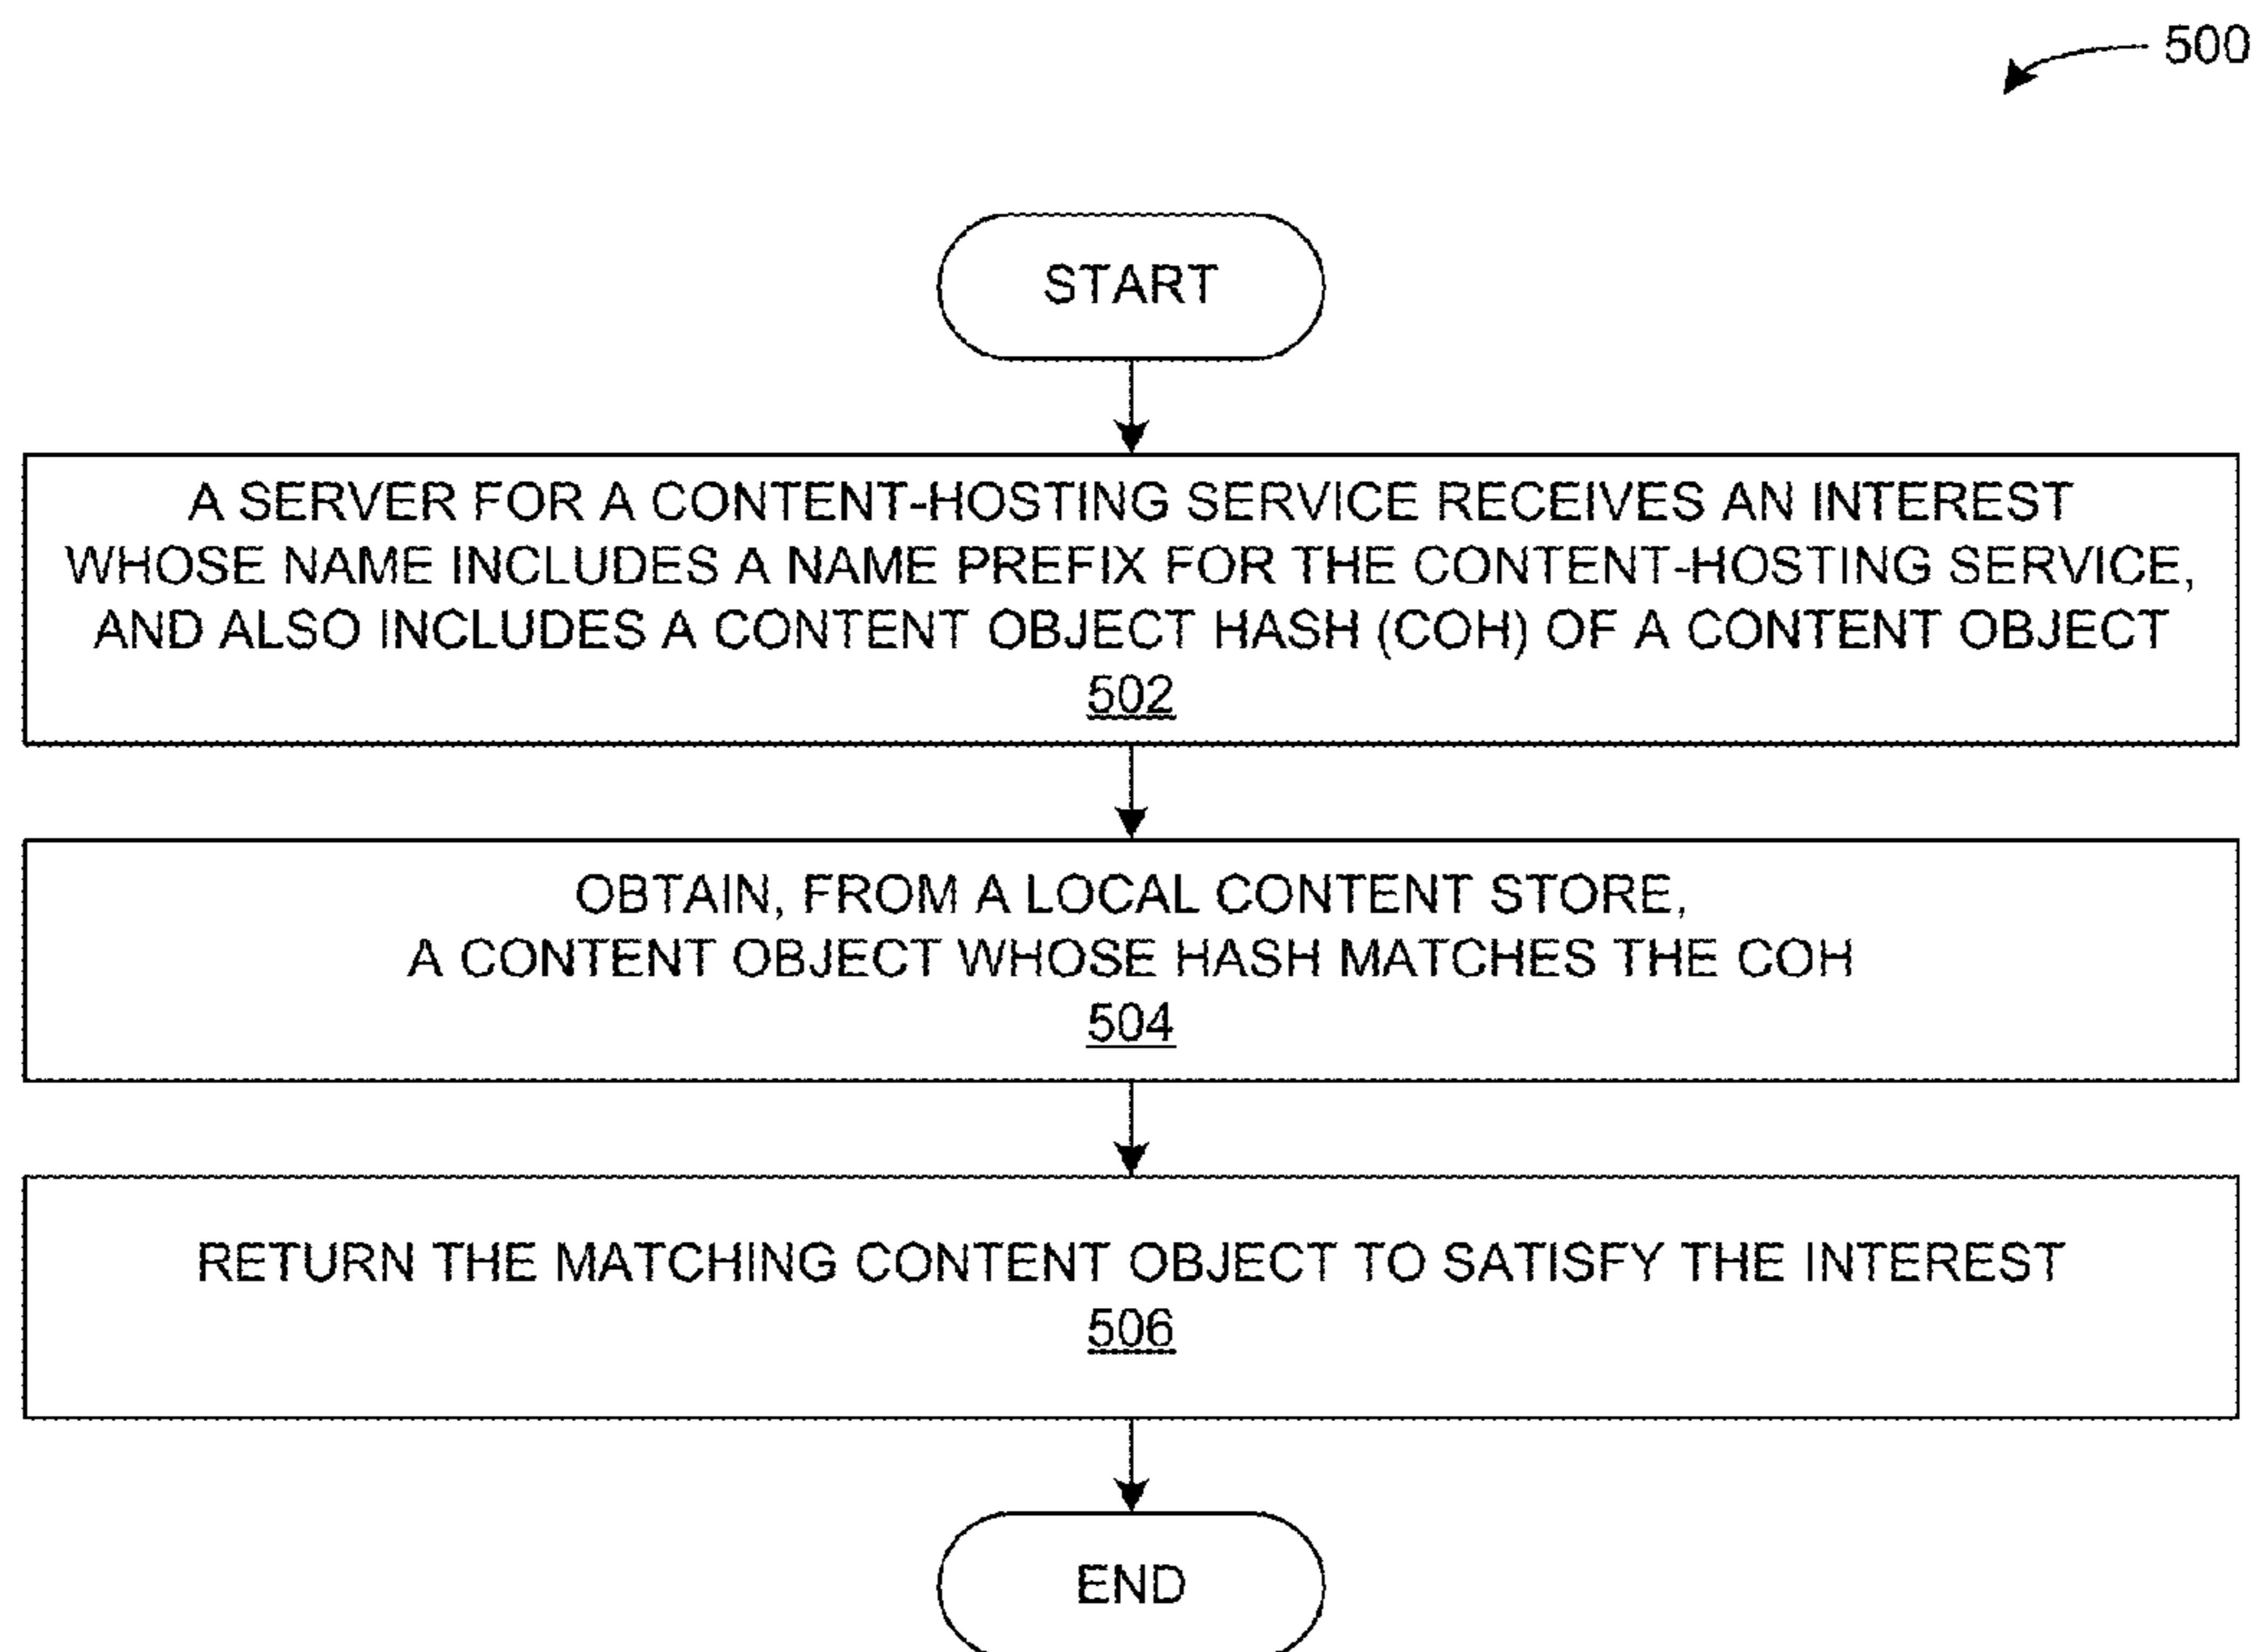 500
START
A SERVER FOR A CONTENT-HOSTING SERVICE RECEIVES AN INTEREST
WHOSE NAME INCLUDES A NAME PREFIX FOR THE CONTENT-HOSTING SERVICE,
AND ALSO INCLUDES A CONTENT OBJECT HASH (COH) OF A CONTENT OBJECT
502
OBTAIN, FROM A LOCAL CONTENT STORE,
A CONTENT OBJECT WHOSE HASH MATCHES THE COH
504
RETURN THE MATCHING CONTENT OBJECT TO SATISFY THE INTEREST
506
END